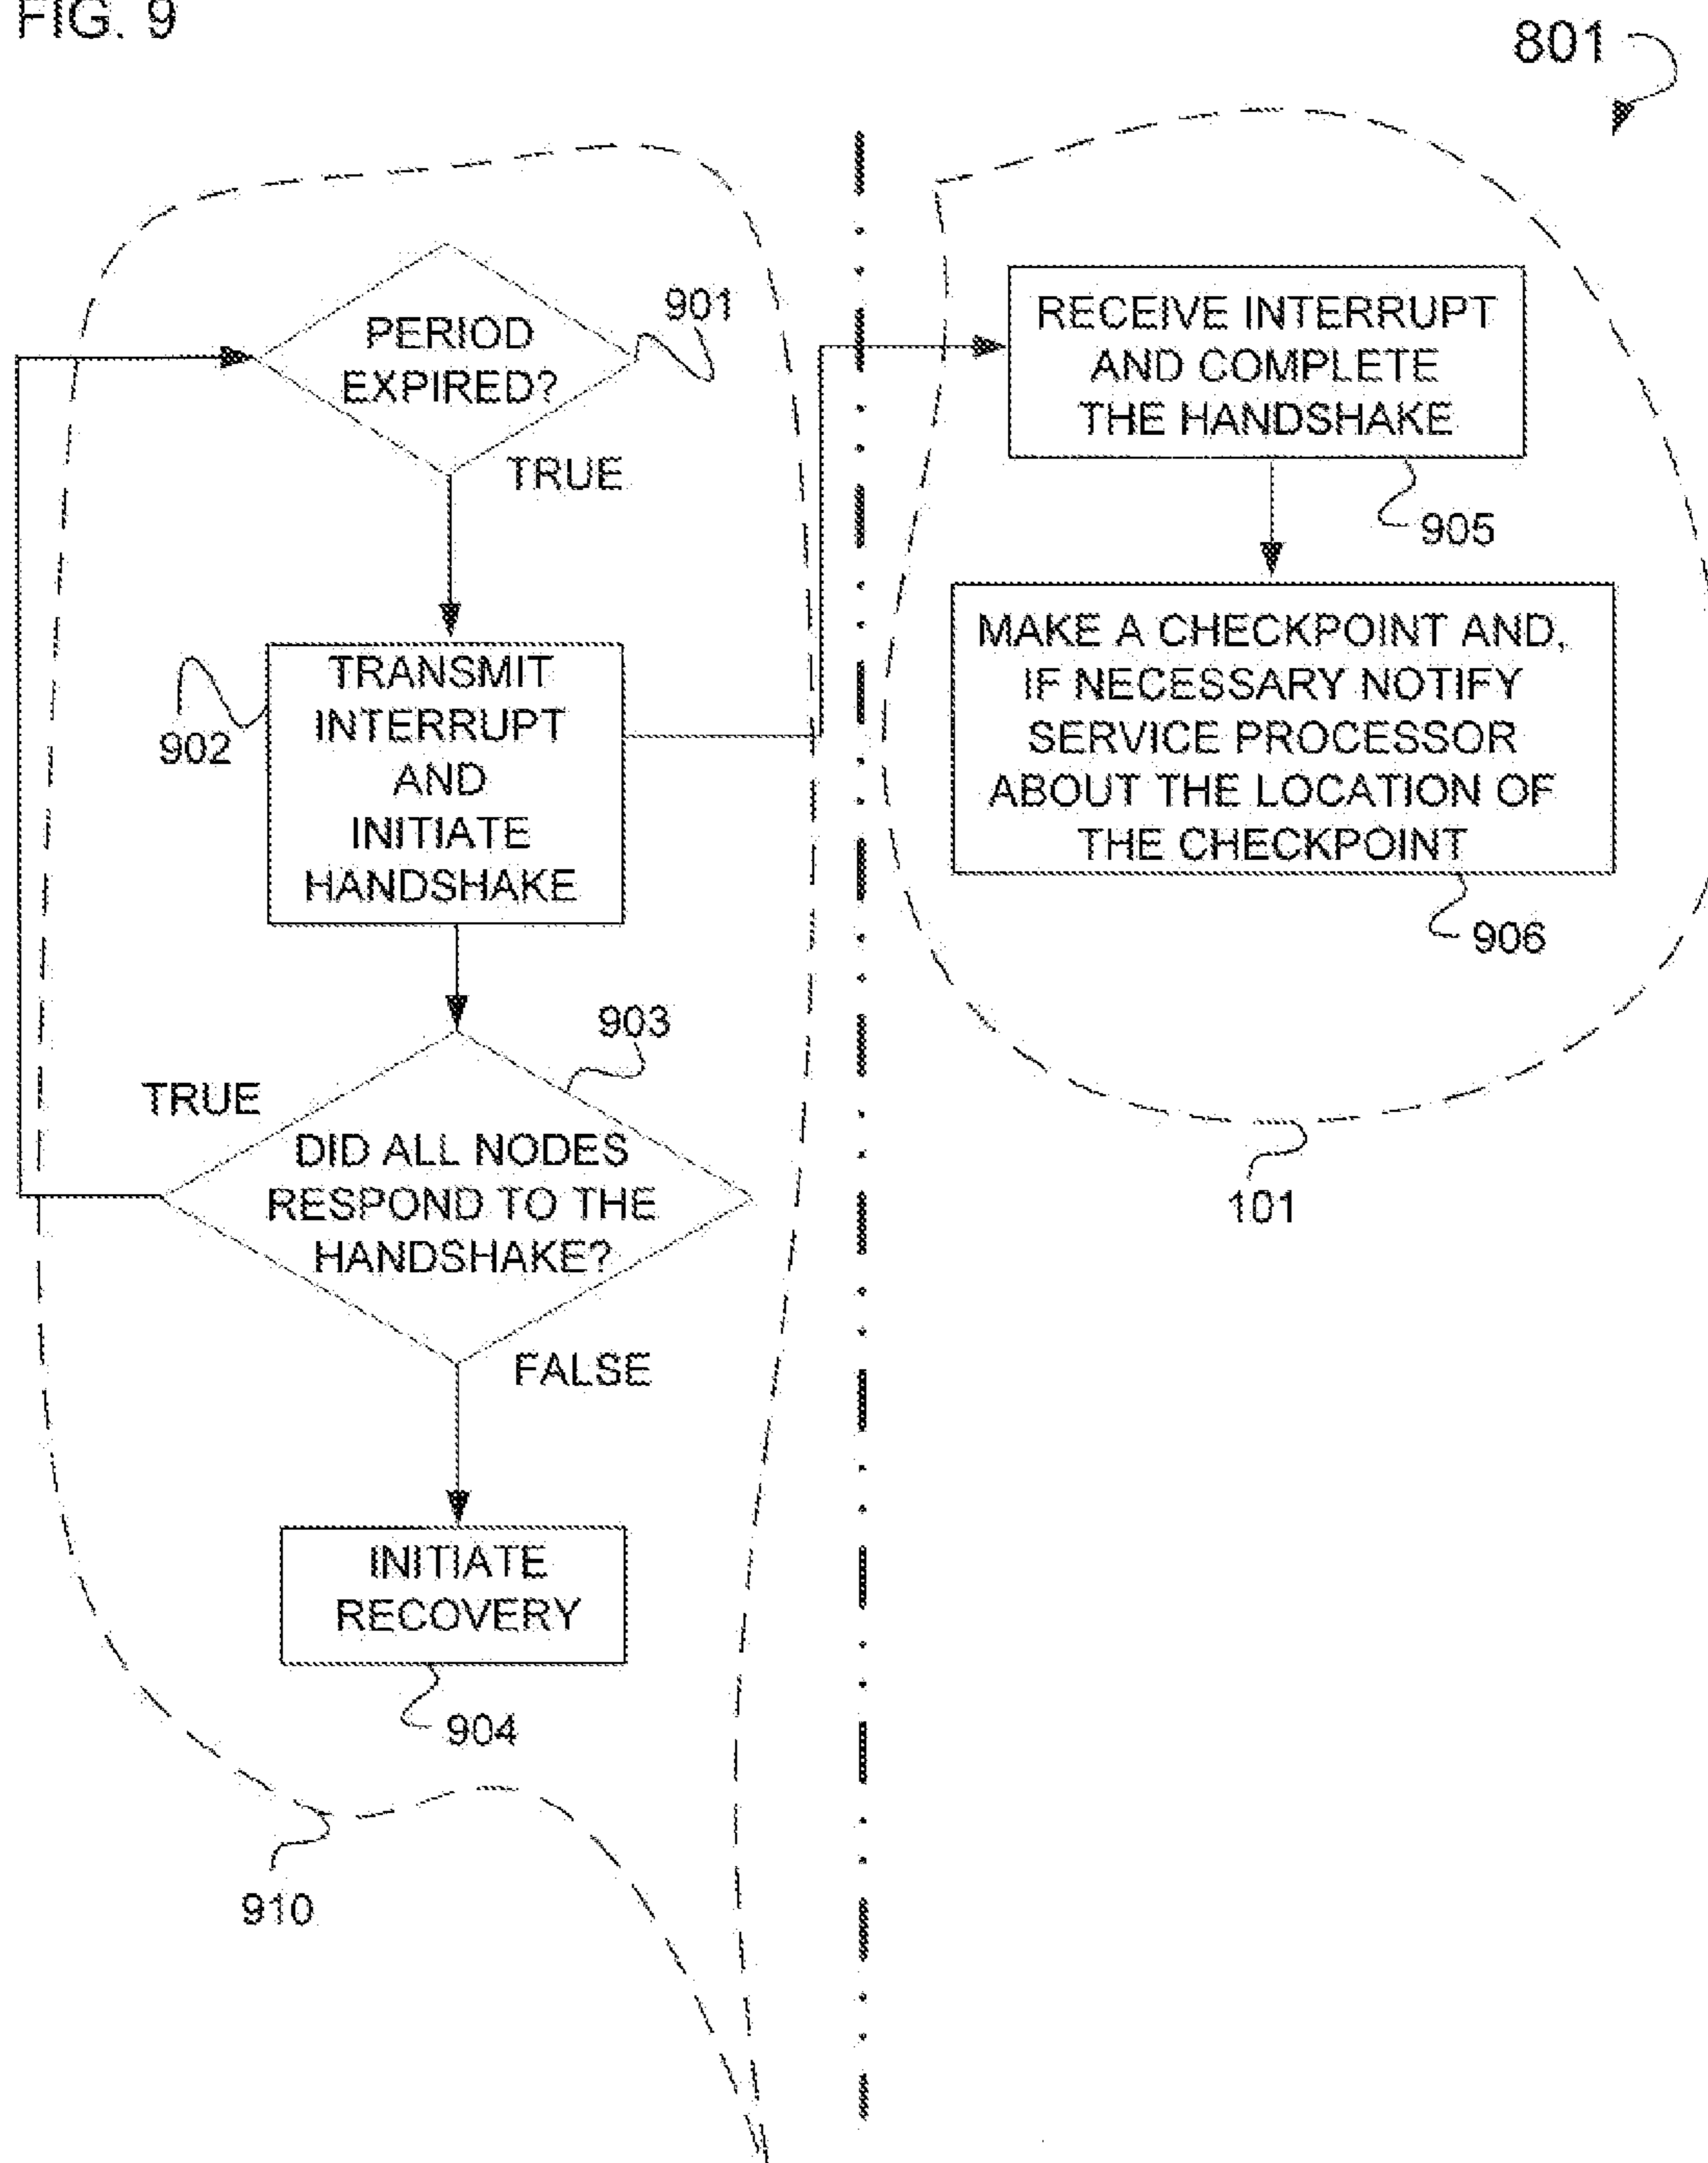 FIG. 9
801
PERIOD
EXPIRED?
901
TRUE
TRANSMIT
INTERRUPT
AND
INITIATE
HANDSHAKE
902
903
TRUE
DID ALL NODES
RESPOND TO THE
HANDSHAKE?
FALSE
INITIATE
RECOVERY
904
910
RECEIVE INTERRUPT
AND COMPLETE
THE HANDSHAKE
905
MAKE A CHECKPOINT AND,
IF NECESSARY NOTIFY
SERVICE PROCESSOR
ABOUT THE LOCATION OF
THE CHECKPOINT
906
101